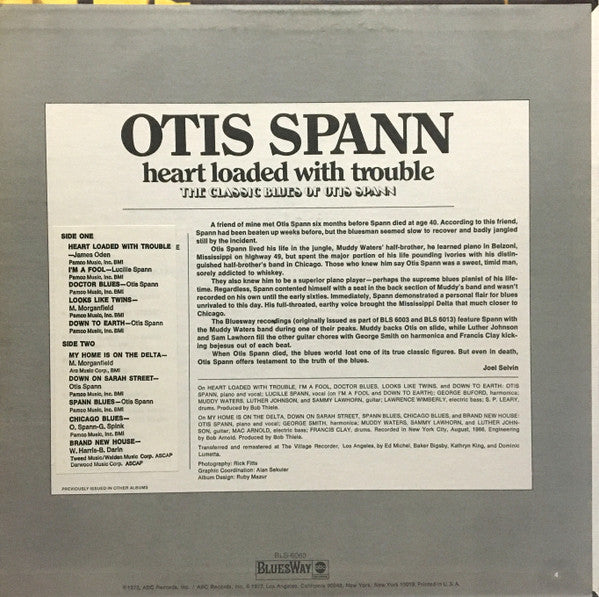 OTIS SPANN
heart loaded with trouble
THE CLASSIC BLUES OF OTIS SPANN
SIDE ONE
HEART LOADED WITH TROUBLE E
—James Oden
Pamco Music, Inc. BMI
I'M A FOOL—Lucille Spann
Pamco Music, Inc. BMI
DOCTOR BLUES—Otis Spann
Pamco Music, Inc. BMI
LOOKS LIKE TWINS—
M. Morganfield
Pamco Music, Inc. BMI
DOWN TO EARTH—Otis Spann
Pamco Music, Inc. BMI
SIDE TWO
MY HOME IS ON THE DELTA—
M. Morganfield
Arc Music Corp., BMI
DOWN ON SARAH STREET—
Otis Spann
Pamco Music, Inc. BMI
SPANN BLUES—Otis Spann
Pamco Music, Inc. BMI
CHICAGO BLUES—
O. Spann-G. Spink
Pamco Music, Inc. BMI
BRAND NEW HOUSE—
W. Harris-B. Darin
Tweed Music/Walden Music Corp. ASCAP
Darwood Music Corp. ASCAP
PREVIOUSLY ISSUED IN OTHER ALBUMS
A friend of mine met Otis Spann six months before Spann died at age 40. According to this friend,
Spann had been beaten up weeks before, but the bluesman seemed slow to recover and badly jangled
still by the incident.
Otis Spann lived his life in the jungle, Muddy Waters' half-brother, he learned piano in Belzoni,
Mississippi on highway 49, but spent the major portion of his life pounding ivories with his distin-
guished half-brother's band in Chicago. Those who knew him say Otis Spann was a sweet, timid man,
sorely addicted to whiskey.
They also knew him to be a superior piano player—perhaps the supreme blues pianist of his life-
time. Regardless, Spann contented himself with a seat in the back section of Muddy's band and wasn't
recorded on his own until the early sixties. Immediately, Spann demonstrated a personal flair for blues
unrivaled to this day. His full-throated, earthy voice brought the Mississippi Delta that much closer to
Chicago.
The Bluesway recordings (originally issued as part of BLS 6003 and BLS 6013) feature Spann with
the Muddy Waters band during one of their peaks. Muddy backs Otis on slide, while Luther Johnson
and Sam Lawhorn fill the other guitar chores with George Smith on harmonica and Francis Clay kick-
ing bejesus out of each beat.
When Otis Spann died, the blues world lost one of its true classic figures. But even in death,
Otis Spann offers testament to the truth of the blues.
Joel Selvin
On HEART LOADED WITH TROUBLE, I'M A FOOL, DOCTOR BLUES, LOOKS LIKE TWINS, and DOWN TO EARTH: OTIS
SPANN, piano and vocal; LUCILLE SPANN, vocal (on I'M A FOOL and DOWN TO EARTH); GEORGE BUFORD, harmonica;
MUDDY WATERS, LUTHER JOHNSON, and SAMMY LAWHORN, guitar; LAWRENCE WIMBERLY, electric bass; S. P. LEARY,
drums. Produced by Bob Thiele.
On MY HOME IS ON THE DELTA, DOWN ON SARAH STREET, SPANN BLUES, CHICAGO BLUES, and BRAND NEW HOUSE:
OTIS SPANN, piano and vocal; GEORGE SMITH, harmonica; MUDDY WATERS, SAMMY LAWHORN, and LUTHER JOHN-
SON, guitar; MAC ARNOLD, electric bass; FRANCIS CLAY, drums. Recorded in New York City, August, 1966. Engineered
by Bob Arnold. Produced by Bob Thiele.
Transferred and remastered at The Village Recorder, Los Angeles, by Ed Michel, Baker Bigsby, Kathryn King, and Dominic
Lumetta.
Photography: Rick Fitts
Graphic Coordination: Alan Sekuler
Album Design: Ruby Mazur
BLS-6063
BLUESWAY abc
℗1973, ABC Records, Inc. / ABC Records, Inc. ©1973, Los Angeles, California 90048, New York, New York 10019, Printed in U.S.A.
4